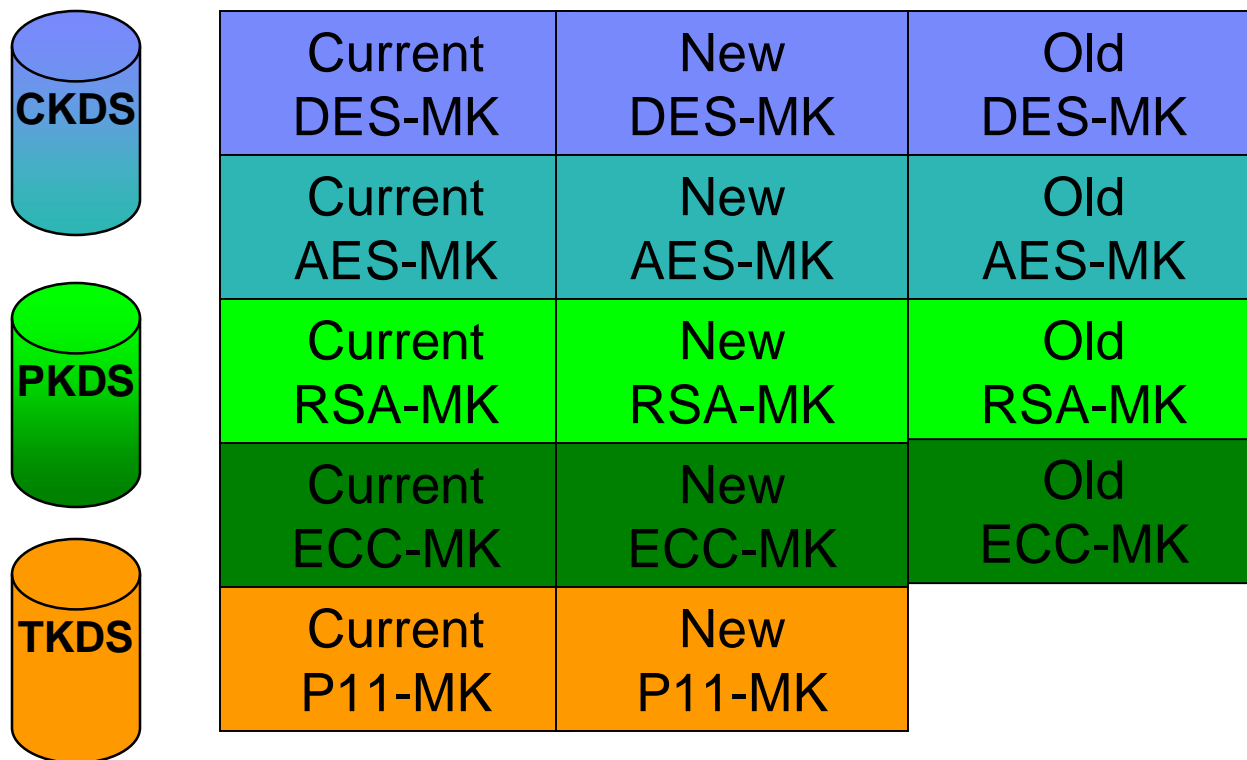 CKDS
Current
DES-MK
New
DES-MK
Old
DES-MK
Current
AES-MK
New
AES-MK
Old
AES-MK
PKDS
Current
RSA-MK
New
RSA-MK
Old
RSA-MK
Current
ECC-MK
New
ECC-MK
Old
ECC-MK
TKDS
Current
P11-MK
New
P11-MK